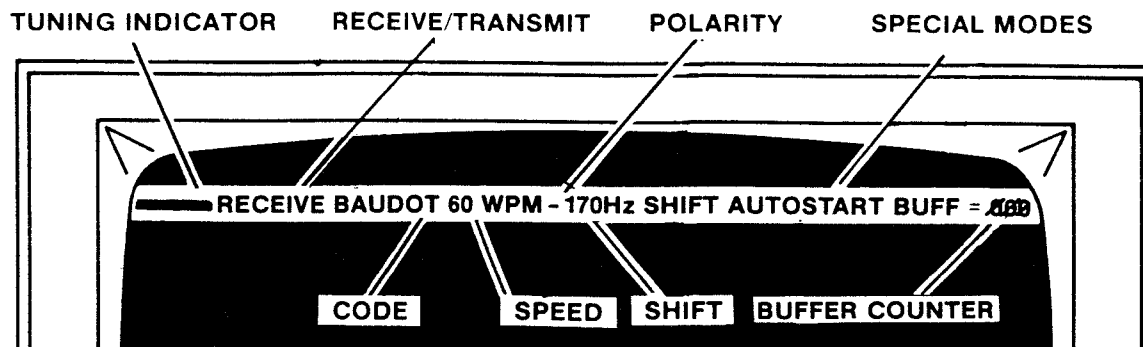 TUNING INDICATOR RECEIVE/TRANSMIT POLARITY SPECIAL MODES
RECEIVE BAUDOT 60 WPM – 170Hz SHIFT AUTOSTART BUFF =
CODE SPEED SHIFT BUFFER COUNTER